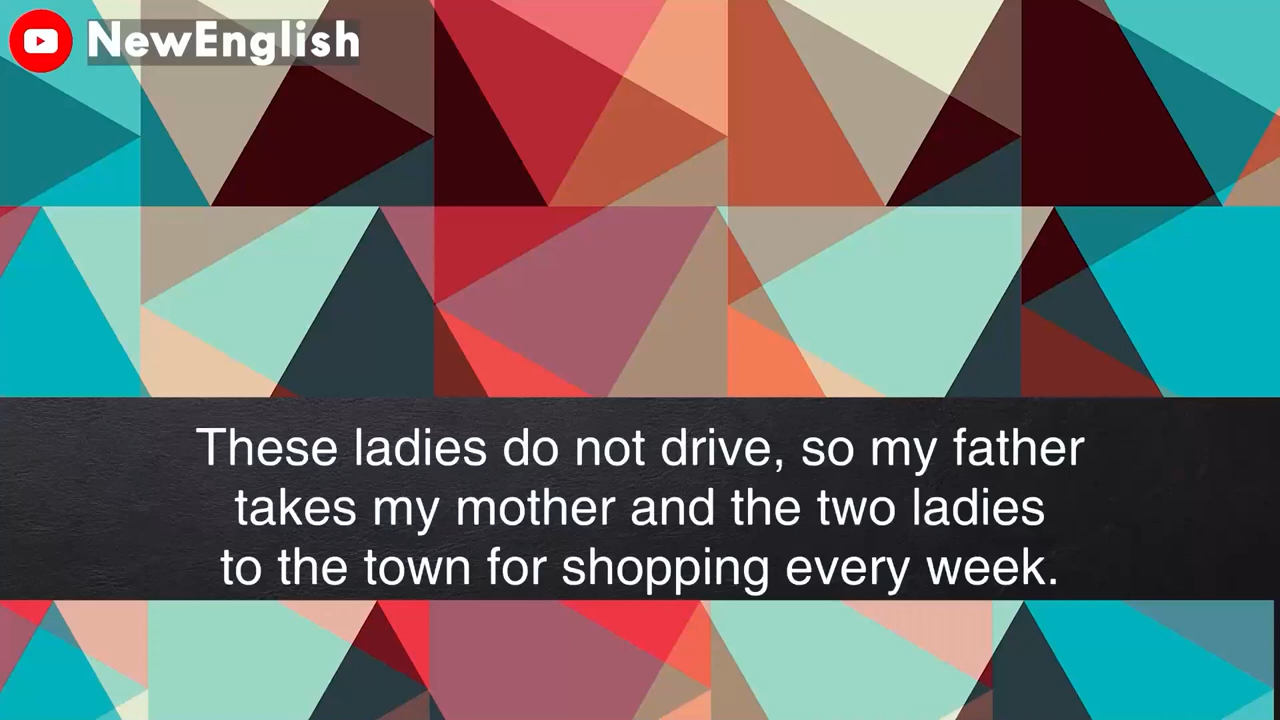 NewEnglish
These ladies do not drive, so my father
takes my mother and the two ladies
to the town for shopping every week.